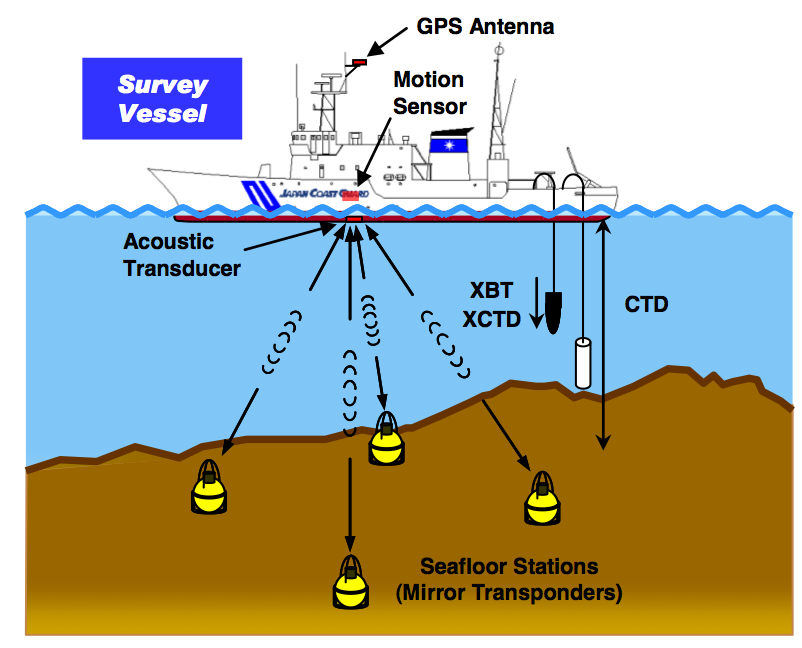 GPS Antenna
Survey
Vessel
Motion
Sensor
JAPAN COAST GUARD
Acoustic
Transducer
XBT
XCTD
CTD
Seafloor Stations
(Mirror Transponders)